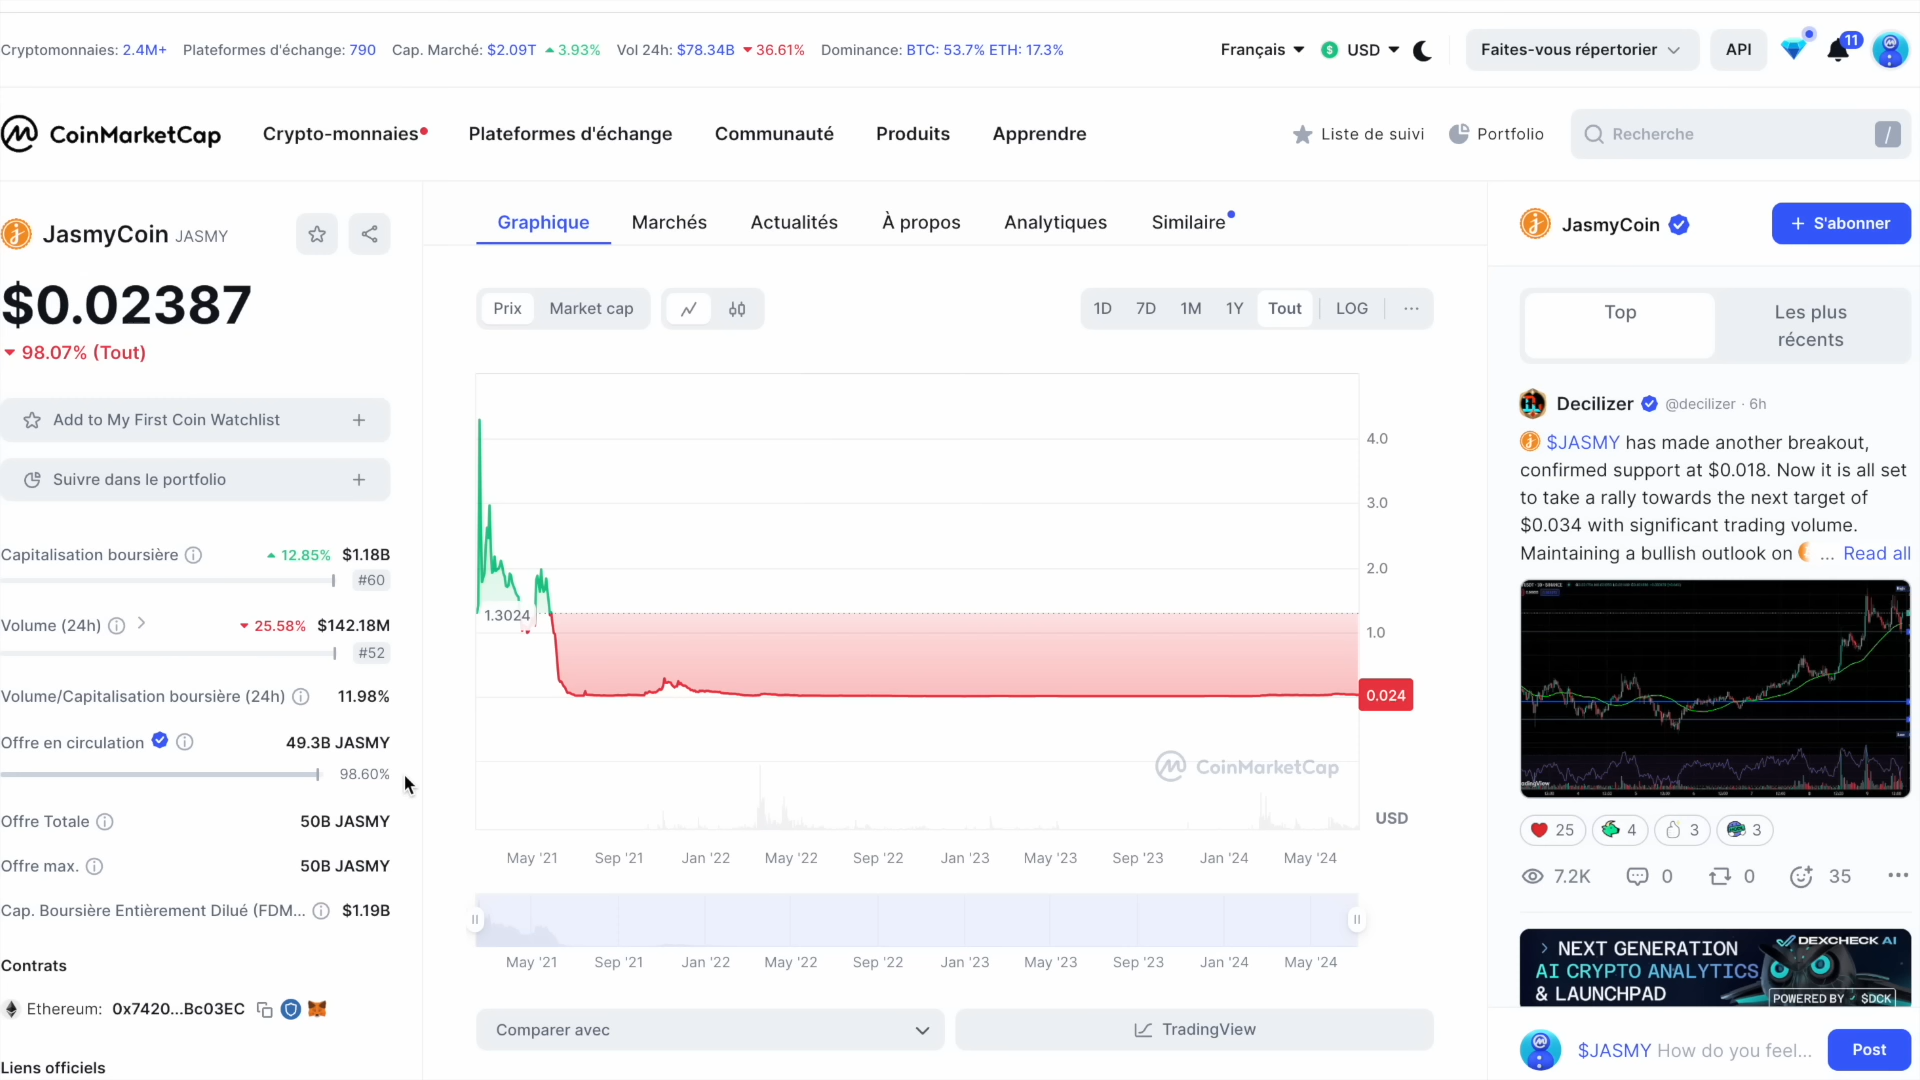 Cryptomonnaies: 2.4M+ Plateformes d'échange: 790 Cap. Marché: $2.09T 3.93% Vol 24h: $78.34B 36.61% Dominance: BTC: 53.7% ETH: 17.3%
Français USD Faites-vous répertorier API 11
CoinMarketCap Crypto-monnaies Plateformes d'échange Communauté Produits Apprendre Liste de suivi Portfolio Recherche /
JasmyCoin JASMY
$0.02387
98.07% (Tout)
Add to My First Coin Watchlist +
Suivre dans le portfolio +
Capitalisation boursière 12.85% $1.18B
#60
Volume (24h) 25.58% $142.18M
#52
Volume/Capitalisation boursière (24h) 11.98%
Offre en circulation 49.3B JASMY
98.60%
Offre Totale 50B JASMY
Offre max. 50B JASMY
Cap. Boursière Entièrement Dilué (FDM... $1.19B
Contrats
Ethereum: 0x7420...Bc03EC
Liens officiels
Graphique Marchés Actualités À propos Analytiques Similaire
Prix Market cap 1D 7D 1M 1Y Tout LOG ...
4.0
3.0
2.0
1.3024
1.0
0.024
CoinMarketCap
USD
May '21 Sep '21 Jan '22 May '22 Sep '22 Jan '23 May '23 Sep '23 Jan '24 May '24
May '21 Sep '21 Jan '22 May '22 Sep '22 Jan '23 May '23 Sep '23 Jan '24 May '24
Comparer avec TradingView
JasmyCoin + S'abonner
Top Les plus
récents
Decilizer @decilizer · 6h
$JASMY has made another breakout,
confirmed support at $0.018. Now it is all set
to take a rally towards the next target of
$0.034 with significant trading volume.
Maintaining a bullish outlook on ... Read all
25 4 3 3
7.2K 0 0 35 ...
DEXCHECK AI
> NEXT GENERATION
AI CRYPTO ANALYTICS
& LAUNCHPAD
POWERED BY $DCK
$JASMY How do you feel... Post